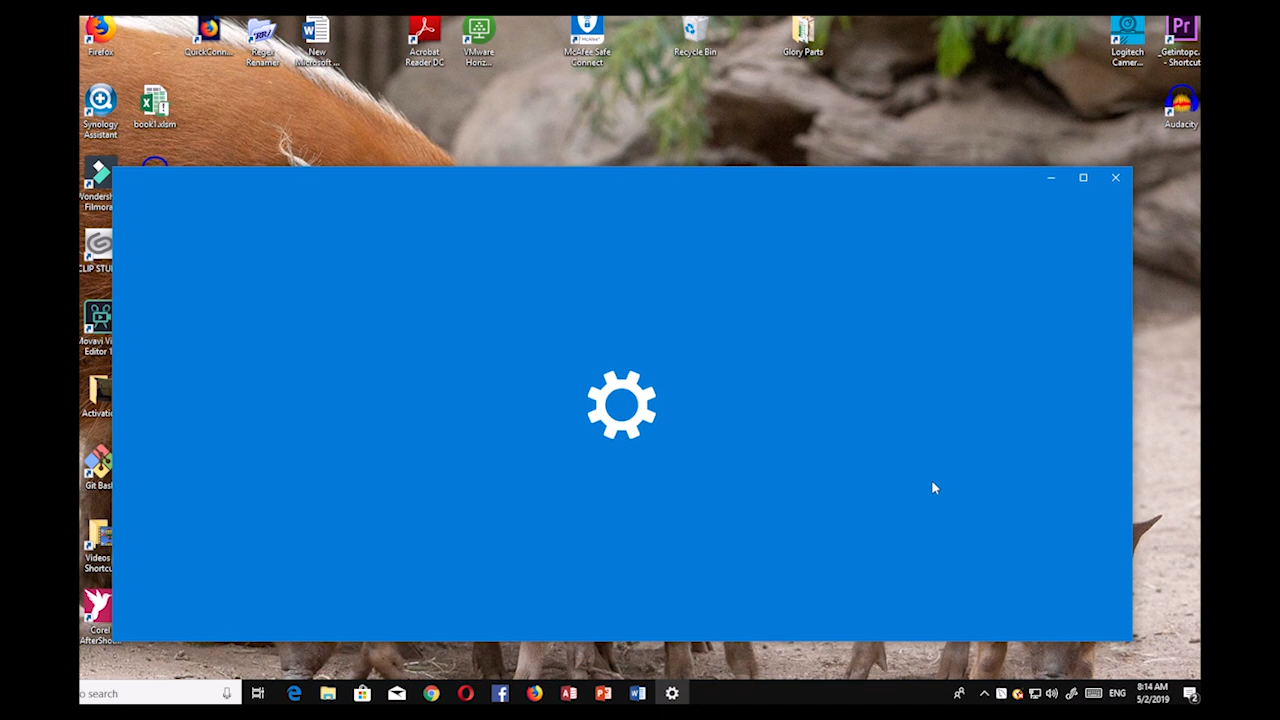 Firefox
QuickConn...
Regex
Renamer
New
Microsoft ...
Acrobat
Reader DC
VMware
Horiz...
McAfee Safe
Connect
Recycle Bin
Glory Parts
Logitech
Camer...
_Getintopc.
- Shortcut
Synology
Assistant
book1.xlsm
Audacity
Wondersh
Filmora
CLIP STU
Movavi Vi
Editor 1
Activatio
Git Bas
Videos
Shortcu
Corel
AfterSho...
o search
ENG
8:14 AM
5/2/2019
2